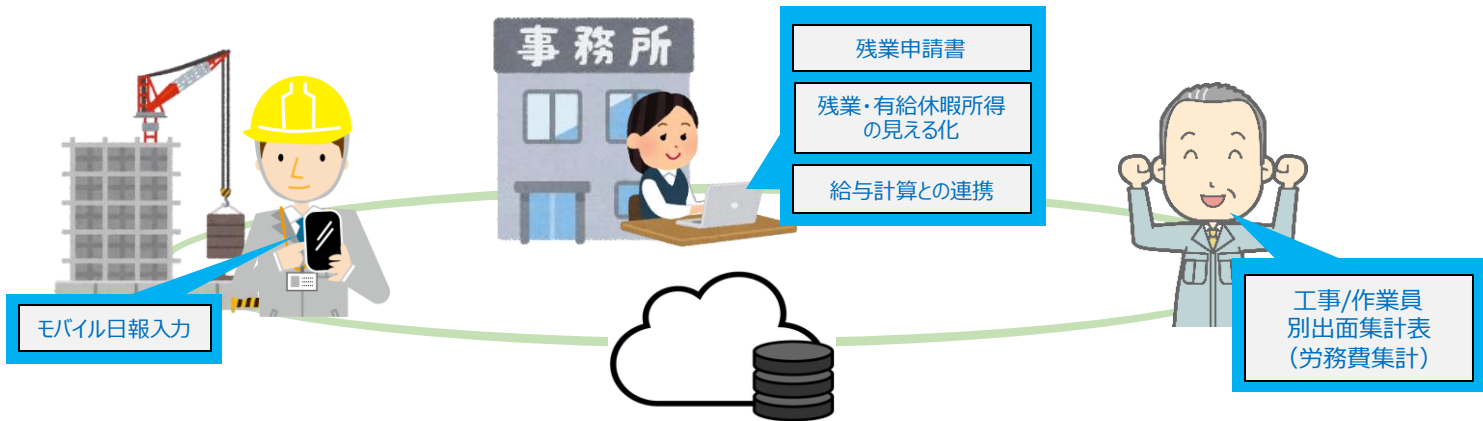 事務所
残業申請書
残業・有給休暇所得
の見える化
給与計算との連携
モバイル日報入力
工事/作業員
別出面集計表
（労務費集計）